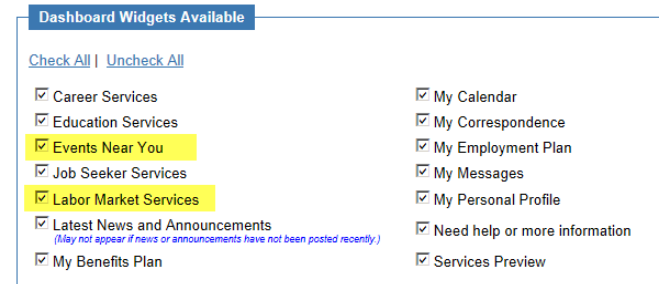 Dashboard Widgets Available
Check All | Uncheck All
Career Services
Education Services
Events Near You
Job Seeker Services
Labor Market Services
Latest News and Announcements
(May not appear if news or announcements have not been posted recently.)
My Benefits Plan
My Calendar
My Correspondence
My Employment Plan
My Messages
My Personal Profile
Need help or more information
Services Preview